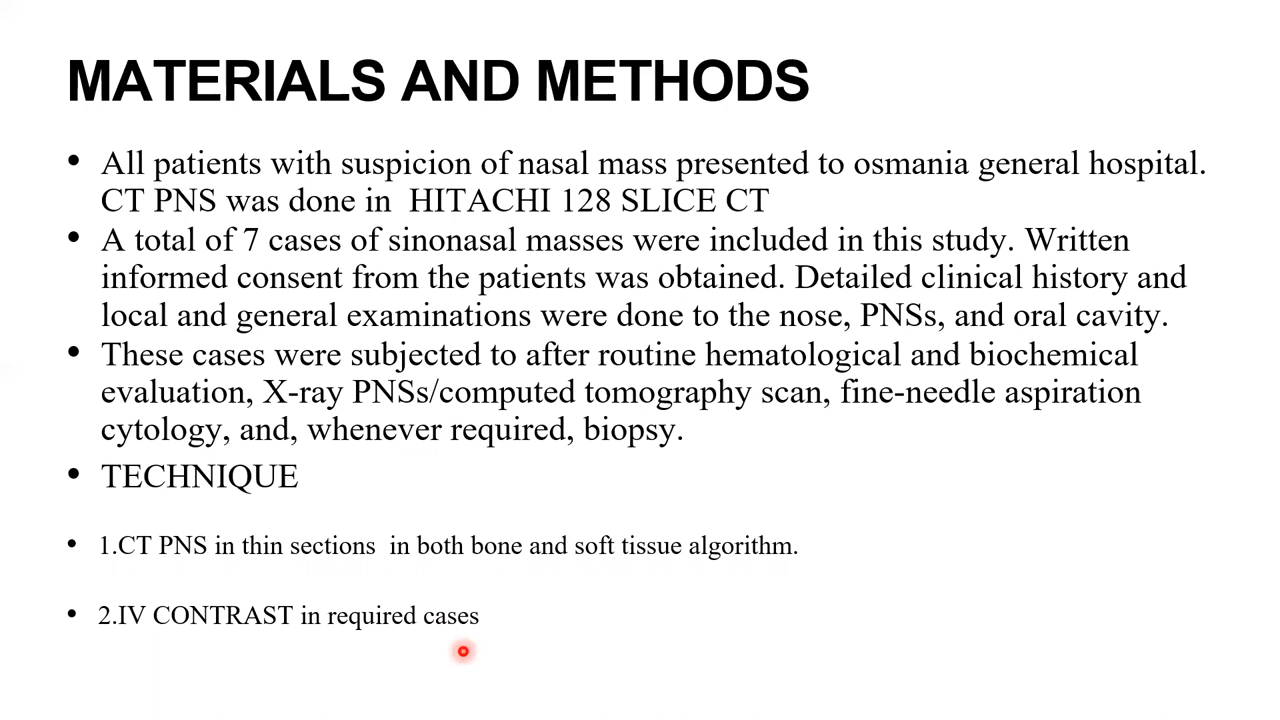 MATERIALS AND METHODS
• All patients with suspicion of nasal mass presented to osmania general hospital.
CT PNS was done in  HITACHI 128 SLICE CT
• A total of 7 cases of sinonasal masses were included in this study. Written
informed consent from the patients was obtained. Detailed clinical history and
local and general examinations were done to the nose, PNSs, and oral cavity.
• These cases were subjected to after routine hematological and biochemical
evaluation, X-ray PNSs/computed tomography scan, fine-needle aspiration
cytology, and, whenever required, biopsy.
• TECHNIQUE
• 1.CT PNS in thin sections  in both bone and soft tissue algorithm.
• 2.IV CONTRAST in required cases